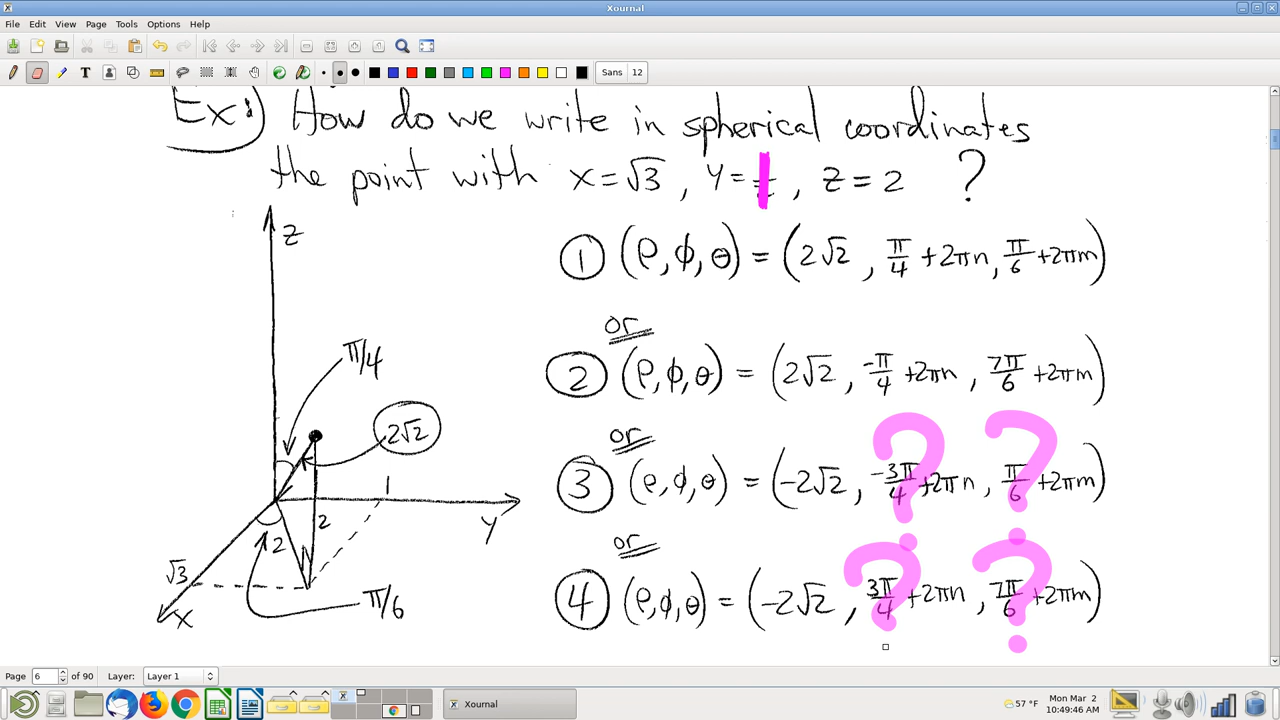 Xournal
File Edit View Page Tools Options Help
T Sans 12
Ex: How do we write in spherical coordinates
the point with x=√3, y= , z=2 ?
① (ρ,ϕ,θ) = (2√2, π/4 + 2πn, π/6 + 2πm)
or
② (ρ,ϕ,θ) = (2√2, -π/4 + 2πn, 7π/6 + 2πm)
or
③ (ρ,ϕ,θ) = (-2√2, -3π/4 + 2πn, π/6 + 2πm)
? ?
or
④ (ρ,ϕ,θ) = (-2√2, 3π/4 + 2πn, 7π/6 + 2πm)
? ?
z
π/4
2√2
1
2
y
2
√3
x
π/6
Page 6 of 90 Layer: Layer 1
Xournal
57 °F
Mon Mar 2
10:49:46 AM